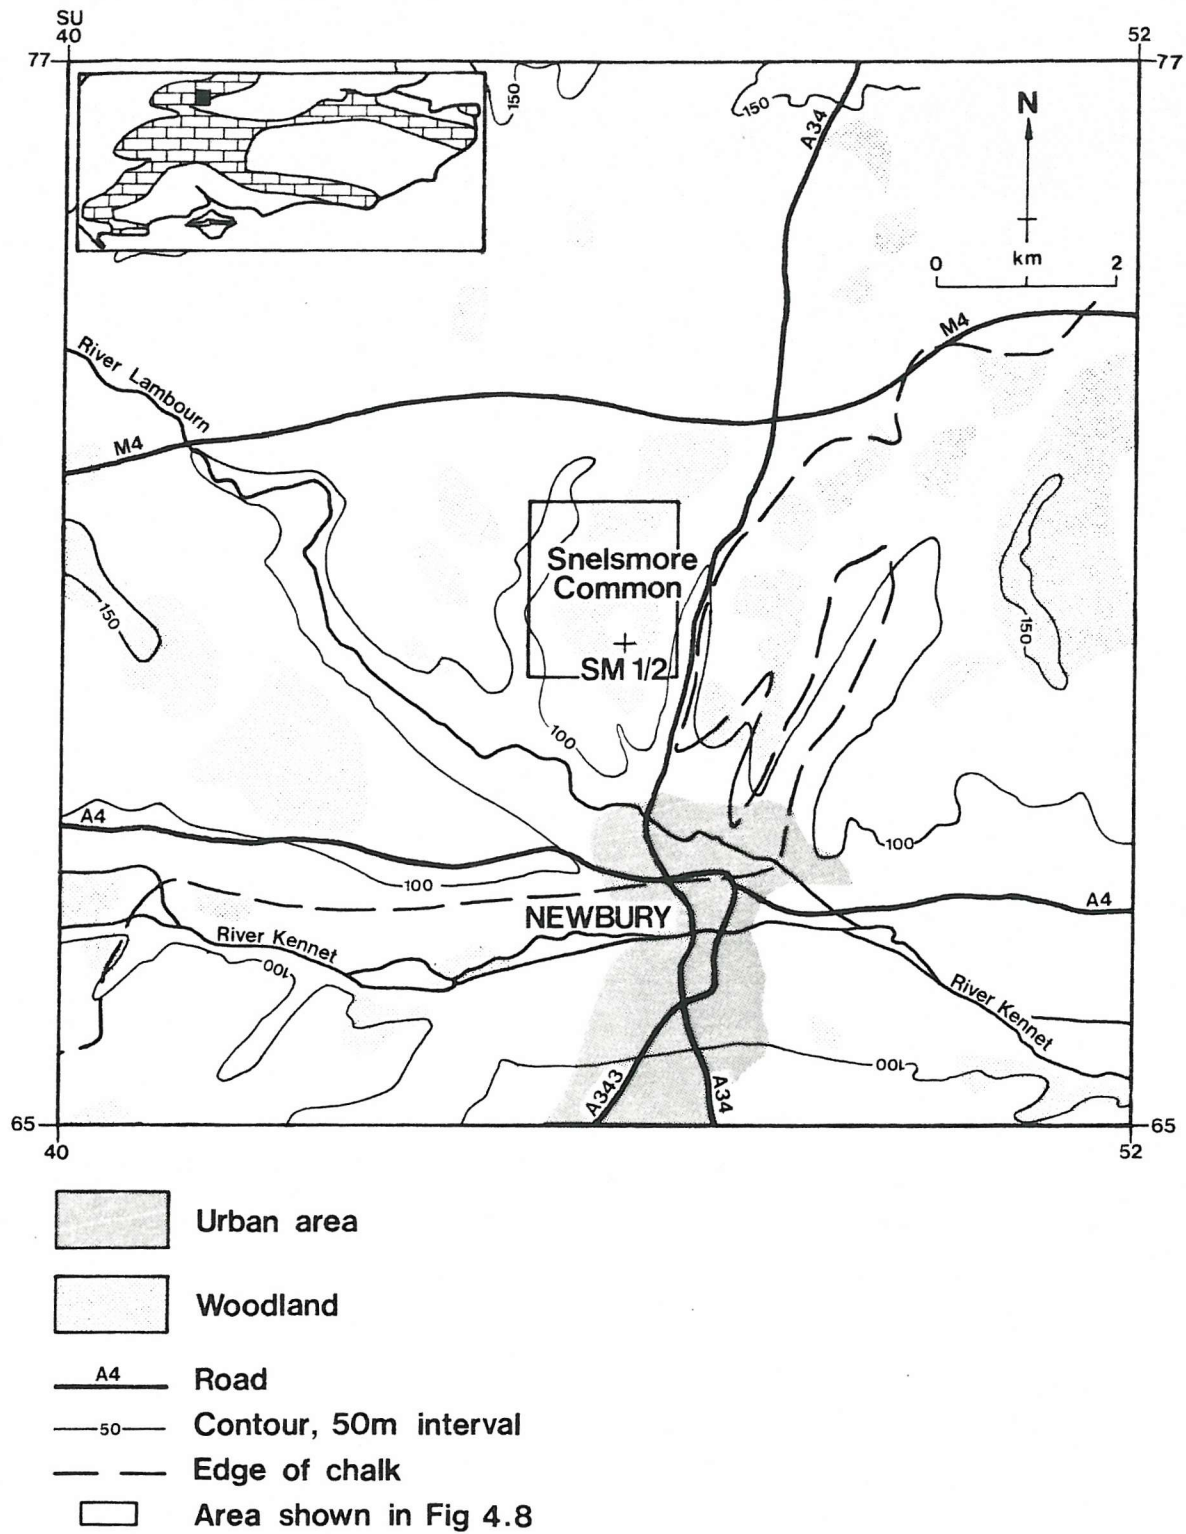 SU
40
52
77
77
150
150
A34
N
km
0
2
M4
River Lambourn
M4
Snelsmore
Common
SM 1/2
150
150
100
A4
100
100
NEWBURY
A4
River Kennet
100
River Kennet
100
A343
A34
65
65
40
52
Urban area
Woodland
A4
Road
50
Contour, 50m interval
Edge of chalk
Area shown in Fig 4.8